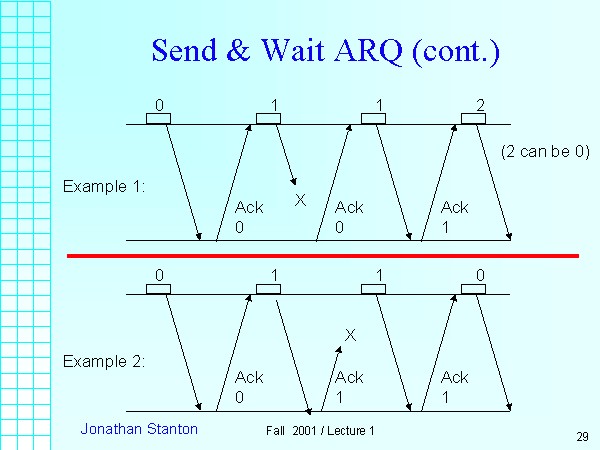 Send & Wait ARQ (cont.)
0 1 1 2
(2 can be 0)
Example 1:
X
Ack Ack Ack
0 0 1
0 1 1 0
X
Example 2:
Ack Ack Ack
0 1 1
Jonathan Stanton
Fall 2001 / Lecture 1
29